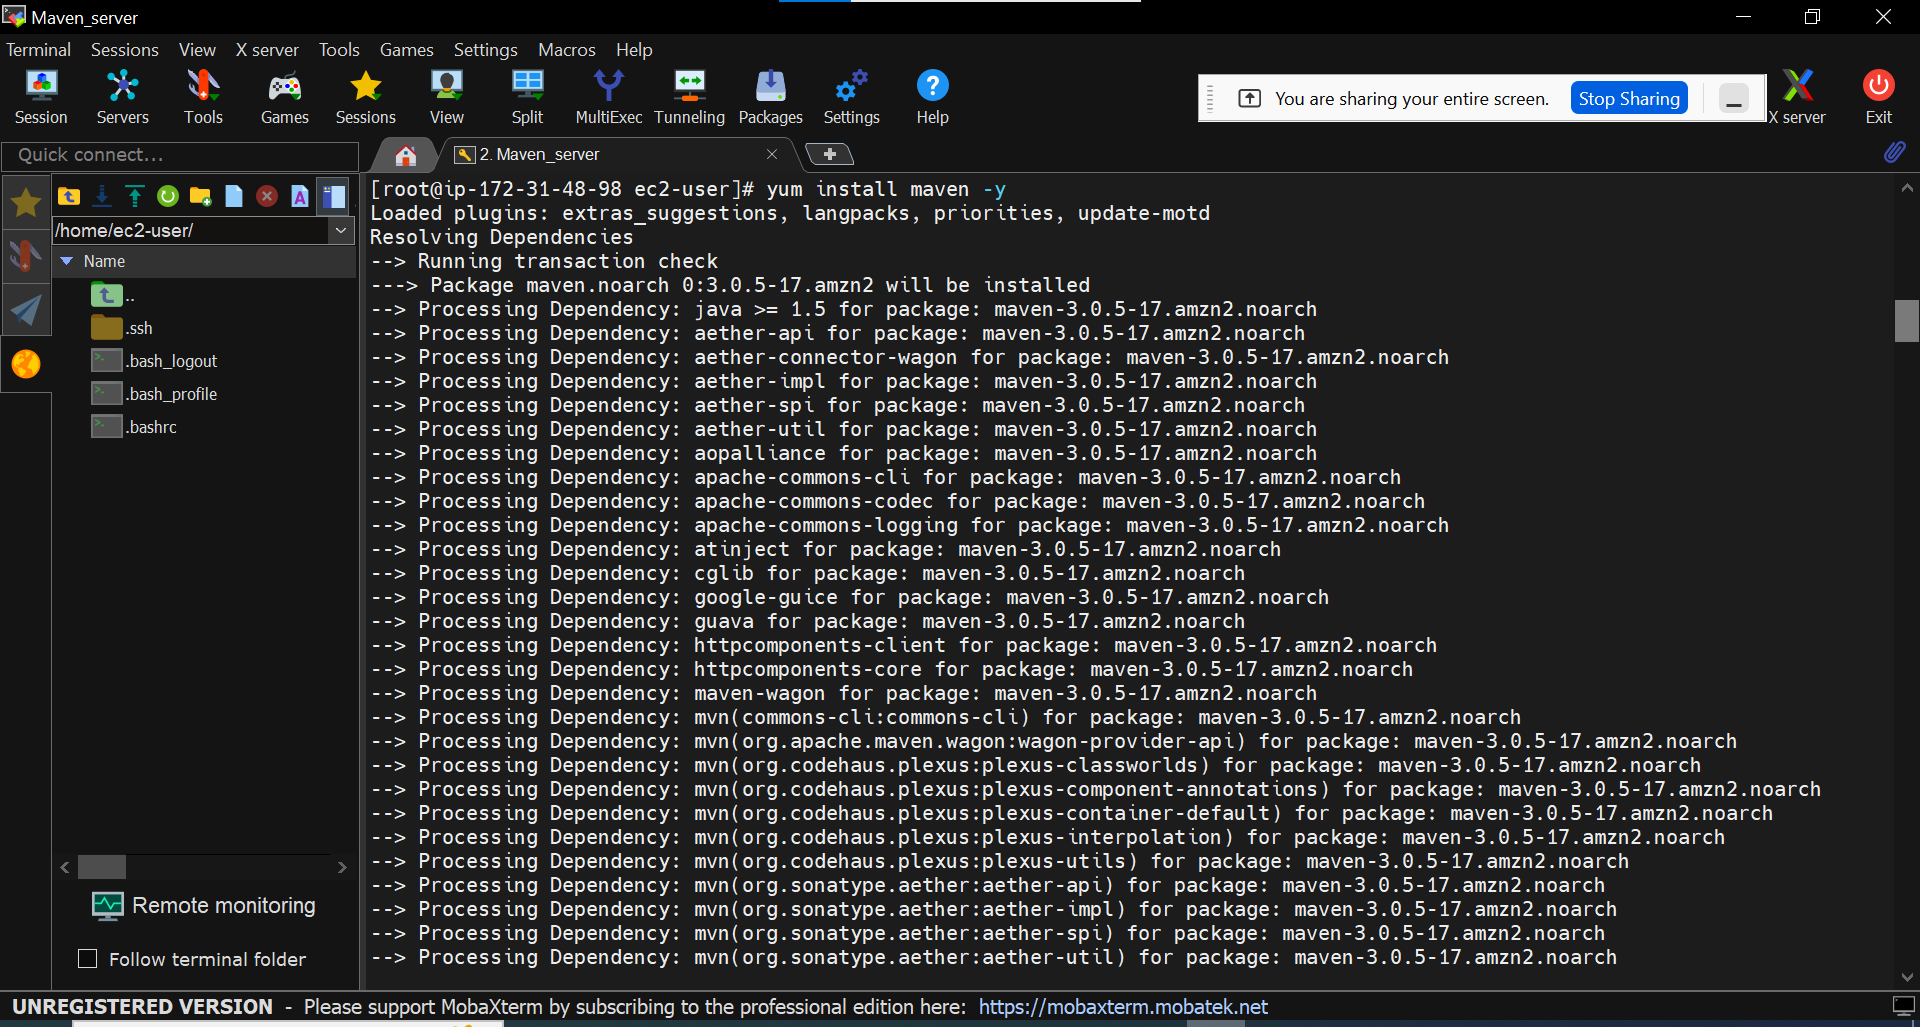 Maven_server
Terminal Sessions View X server Tools Games Settings Macros Help
Session Servers Tools Games Sessions View Split MultiExec Tunneling Packages Settings Help
You are sharing your entire screen. Stop Sharing
X server Exit
Quick connect...
2. Maven_server
/home/ec2-user/
Name
..
.ssh
.bash_logout
.bash_profile
.bashrc
Remote monitoring
Follow terminal folder
[root@ip-172-31-48-98 ec2-user]# yum install maven -y
Loaded plugins: extras_suggestions, langpacks, priorities, update-motd
Resolving Dependencies
--> Running transaction check
---> Package maven.noarch 0:3.0.5-17.amzn2 will be installed
--> Processing Dependency: java >= 1.5 for package: maven-3.0.5-17.amzn2.noarch
--> Processing Dependency: aether-api for package: maven-3.0.5-17.amzn2.noarch
--> Processing Dependency: aether-connector-wagon for package: maven-3.0.5-17.amzn2.noarch
--> Processing Dependency: aether-impl for package: maven-3.0.5-17.amzn2.noarch
--> Processing Dependency: aether-spi for package: maven-3.0.5-17.amzn2.noarch
--> Processing Dependency: aether-util for package: maven-3.0.5-17.amzn2.noarch
--> Processing Dependency: aopalliance for package: maven-3.0.5-17.amzn2.noarch
--> Processing Dependency: apache-commons-cli for package: maven-3.0.5-17.amzn2.noarch
--> Processing Dependency: apache-commons-codec for package: maven-3.0.5-17.amzn2.noarch
--> Processing Dependency: apache-commons-logging for package: maven-3.0.5-17.amzn2.noarch
--> Processing Dependency: atinject for package: maven-3.0.5-17.amzn2.noarch
--> Processing Dependency: cglib for package: maven-3.0.5-17.amzn2.noarch
--> Processing Dependency: google-guice for package: maven-3.0.5-17.amzn2.noarch
--> Processing Dependency: guava for package: maven-3.0.5-17.amzn2.noarch
--> Processing Dependency: httpcomponents-client for package: maven-3.0.5-17.amzn2.noarch
--> Processing Dependency: httpcomponents-core for package: maven-3.0.5-17.amzn2.noarch
--> Processing Dependency: maven-wagon for package: maven-3.0.5-17.amzn2.noarch
--> Processing Dependency: mvn(commons-cli:commons-cli) for package: maven-3.0.5-17.amzn2.noarch
--> Processing Dependency: mvn(org.apache.maven.wagon:wagon-provider-api) for package: maven-3.0.5-17.amzn2.noarch
--> Processing Dependency: mvn(org.codehaus.plexus:plexus-classworlds) for package: maven-3.0.5-17.amzn2.noarch
--> Processing Dependency: mvn(org.codehaus.plexus:plexus-component-annotations) for package: maven-3.0.5-17.amzn2.noarch
--> Processing Dependency: mvn(org.codehaus.plexus:plexus-container-default) for package: maven-3.0.5-17.amzn2.noarch
--> Processing Dependency: mvn(org.codehaus.plexus:plexus-interpolation) for package: maven-3.0.5-17.amzn2.noarch
--> Processing Dependency: mvn(org.codehaus.plexus:plexus-utils) for package: maven-3.0.5-17.amzn2.noarch
--> Processing Dependency: mvn(org.sonatype.aether:aether-api) for package: maven-3.0.5-17.amzn2.noarch
--> Processing Dependency: mvn(org.sonatype.aether:aether-impl) for package: maven-3.0.5-17.amzn2.noarch
--> Processing Dependency: mvn(org.sonatype.aether:aether-spi) for package: maven-3.0.5-17.amzn2.noarch
--> Processing Dependency: mvn(org.sonatype.aether:aether-util) for package: maven-3.0.5-17.amzn2.noarch
UNREGISTERED VERSION - Please support MobaXterm by subscribing to the professional edition here: https://mobaxterm.mobatek.net